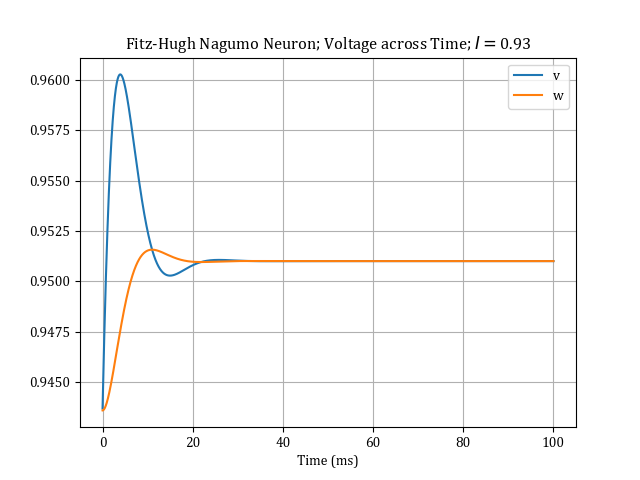 Fitz-Hugh Nagumo Neuron; Voltage across Time; I = 0.93
v
w
0.9600
0.9575
0.9550
0.9525
0.9500
0.9475
0.9450
0 20 40 60 80 100
Time (ms)